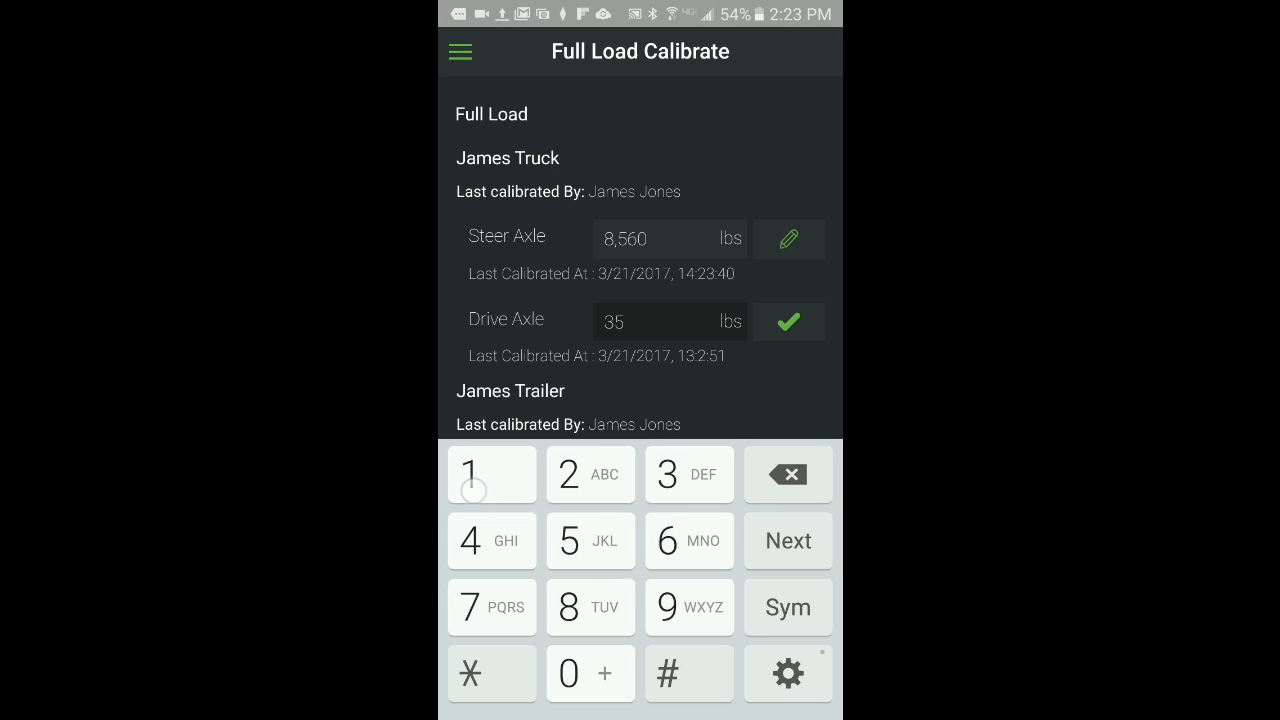 54% 2:23 PM
Full Load Calibrate
Full Load
James Truck
Last calibrated By: James Jones
Steer Axle 8,560 lbs
Last Calibrated At : 3/21/2017, 14:23:40
Drive Axle 35 lbs
Last Calibrated At : 3/21/2017, 13:2:51
James Trailer
Last calibrated By: James Jones
1 2 ABC 3 DEF
4 GHI 5 JKL 6 MNO Next
7 PQRS 8 TUV 9 WXYZ Sym
* 0 + #